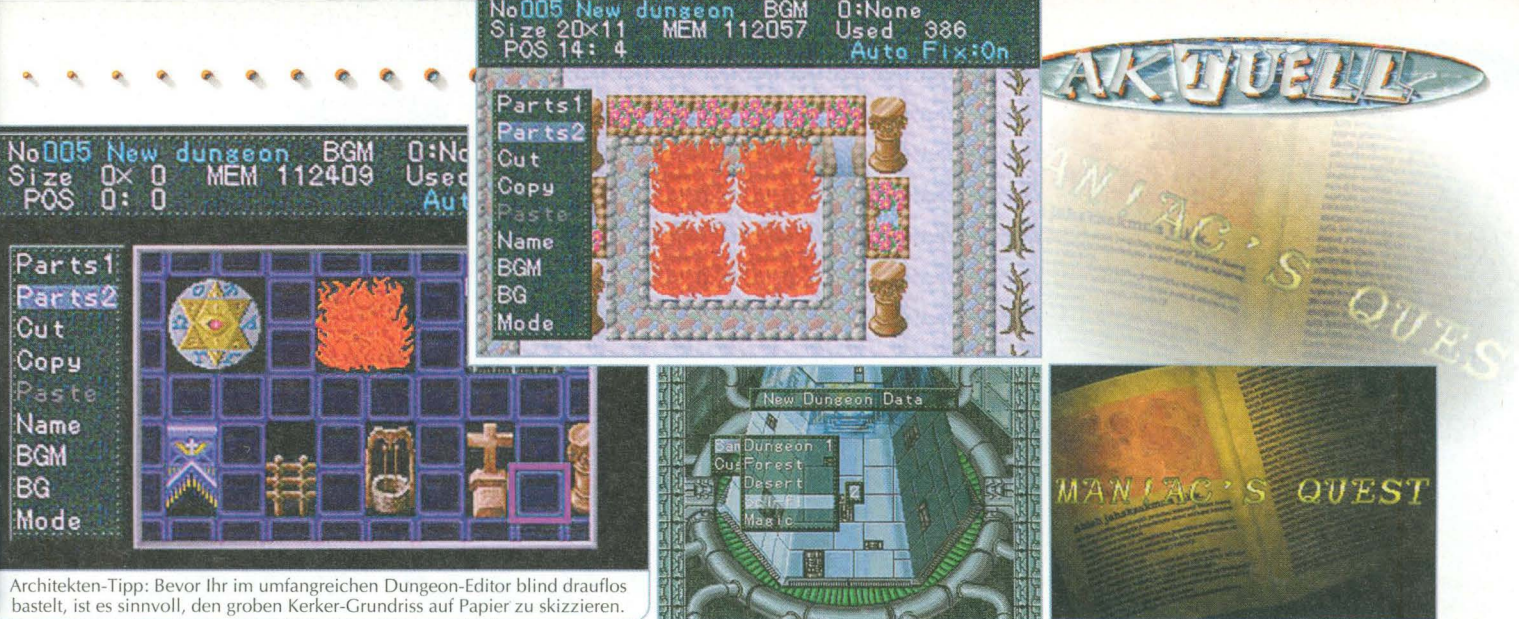 No005 New dungeon BGM 0:No
Size 0× 0 MEM 112409 Used
POS 0: 0 Aut
Parts1
Parts2
Cut
Copy
Paste
Name
BGM
BG
Mode
Architekten-Tipp: Bevor Ihr im umfangreichen Dungeon-Editor blind drauflos
bastelt, ist es sinnvoll, den groben Kerker-Grundriss auf Papier zu skizzieren.
No005 New dungeon BGM 0:None
Size 20×11 MEM 112057 Used 386
POS 14: 4 Auto Fix:On
Parts1
Parts2
Cut
Copy
Paste
Name
BGM
BG
Mode
New Dungeon Data
Dungeon 1
Forest
Desert
Magic
AKTUELL
MANIAC'S QUES
MANIAC'S QUEST